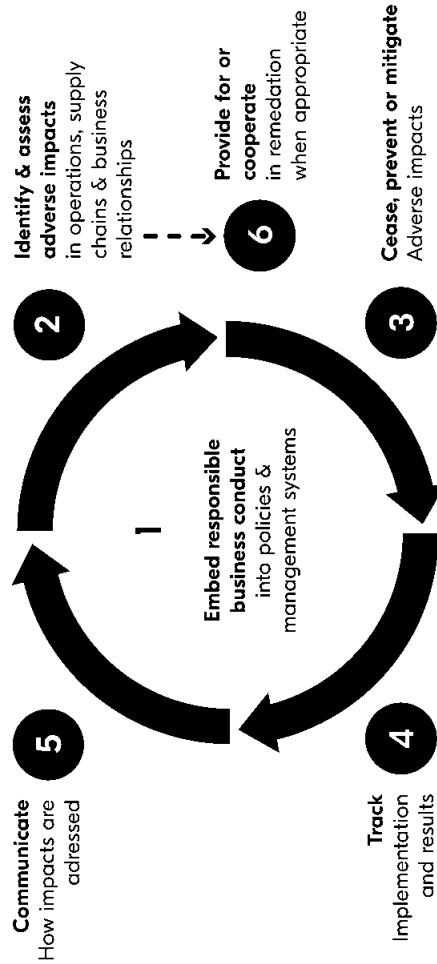 1
Embed responsible
business conduct
into policies &
management systems
2
Identify & assess
adverse impacts
in operations, supply
chains & business
relationships
3
Cease, prevent or mitigate
Adverse impacts
4
Track
Implementation
and results
5
Communicate
How impacts are
adressed
6
Provide for or
cooperate
in remedation
when appropriate